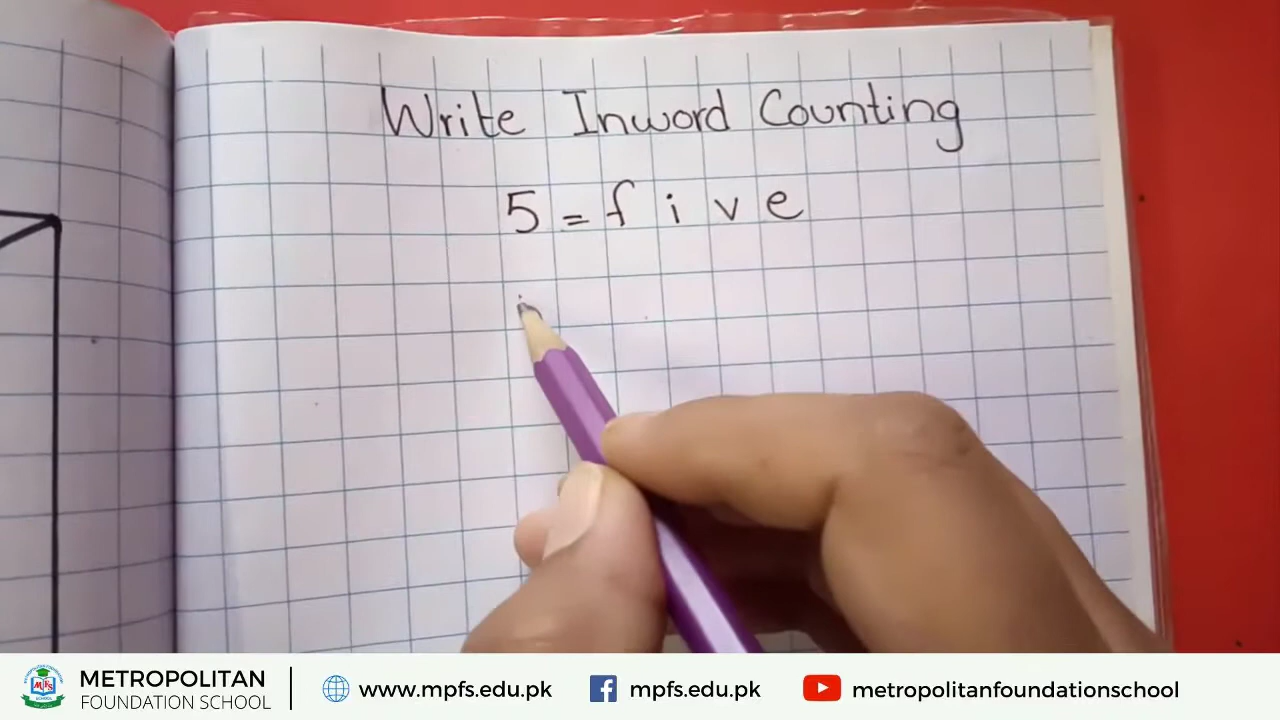 Write Inword Counting
5 = f i v e
METROPOLITAN
FOUNDATION SCHOOL
www.mpfs.edu.pk
mpfs.edu.pk
metropolitanfoundationschool